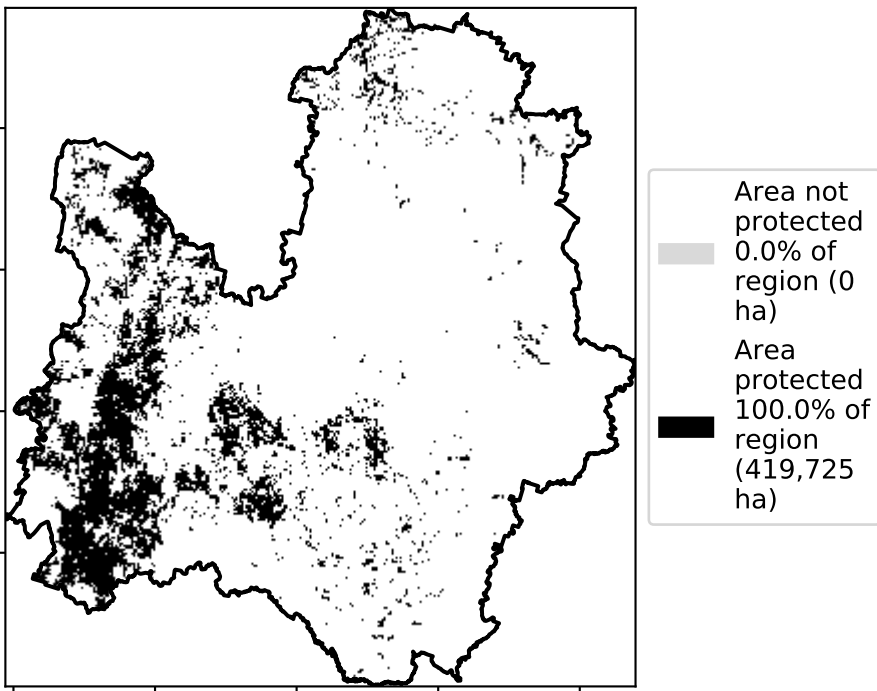 Area not
protected
0.0% of
region (0
ha)
Area
protected
100.0% of
region
(419,725
ha)